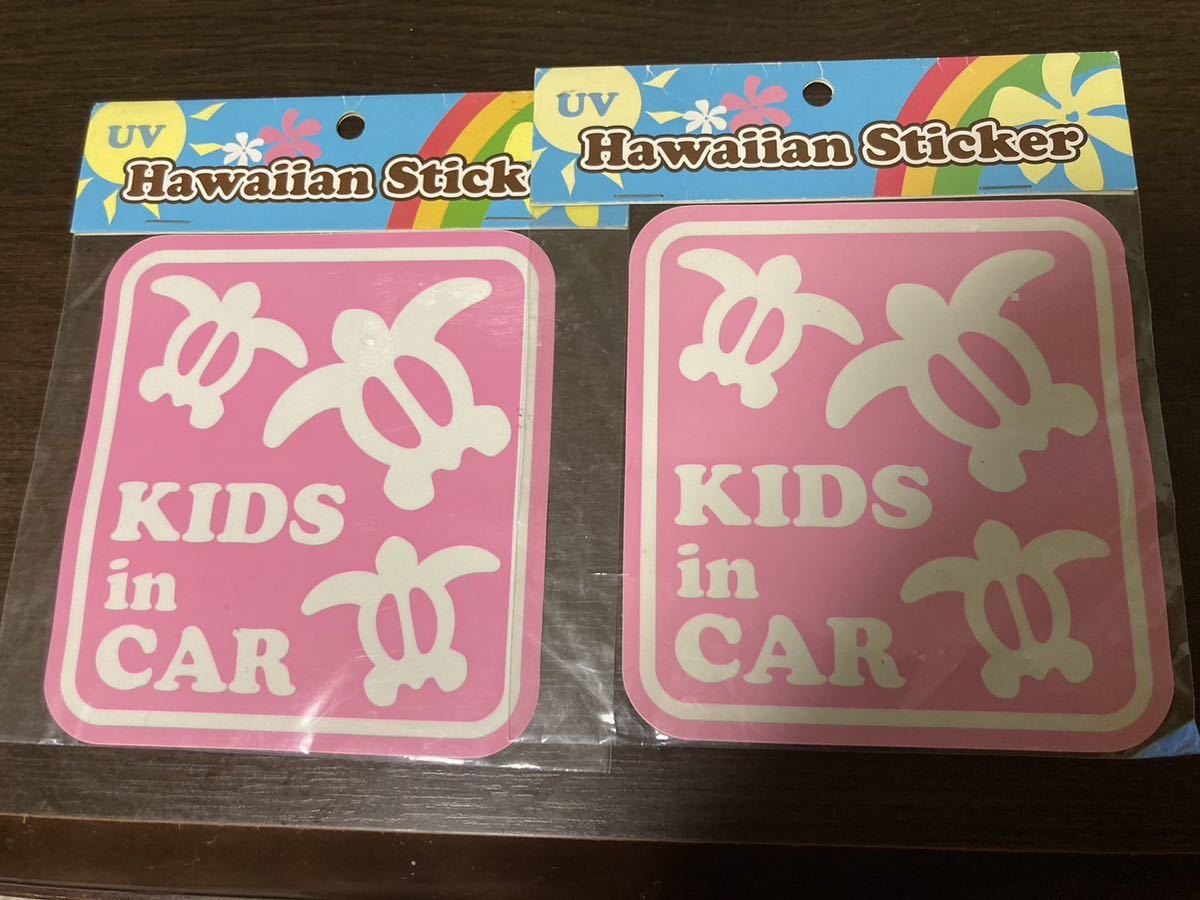 UV
Hawaiian Stick
KIDS
in
CAR
UV
Hawaiian Sticker
KIDS
in
CAR